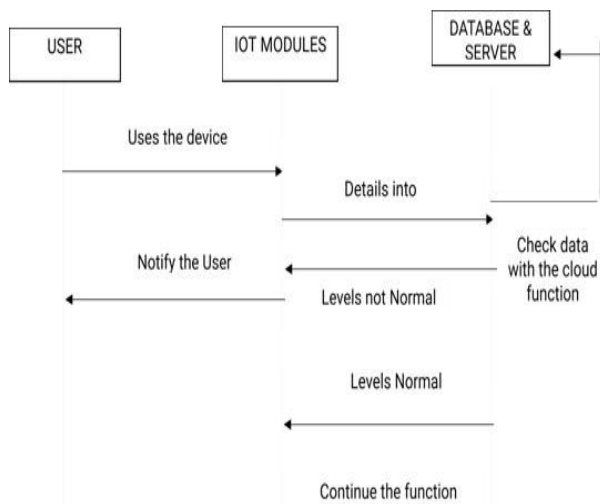 USER
IOT MODULES
DATABASE &
SERVER
Uses the device
Details into
Check data
with the cloud
function
Notify the User
Levels not Normal
Levels Normal
Continue the function